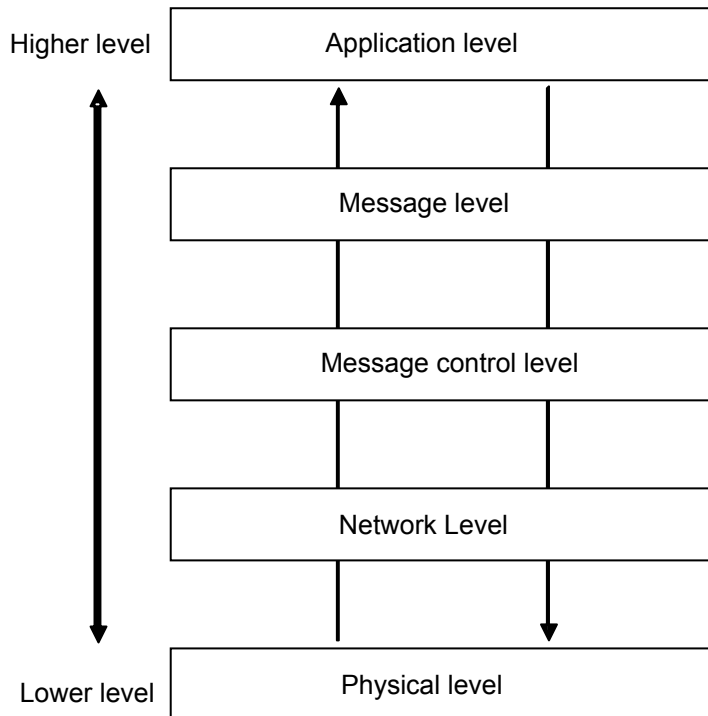 Higher level
Application level
Message level
Message control level
Network Level
Physical level
Lower level